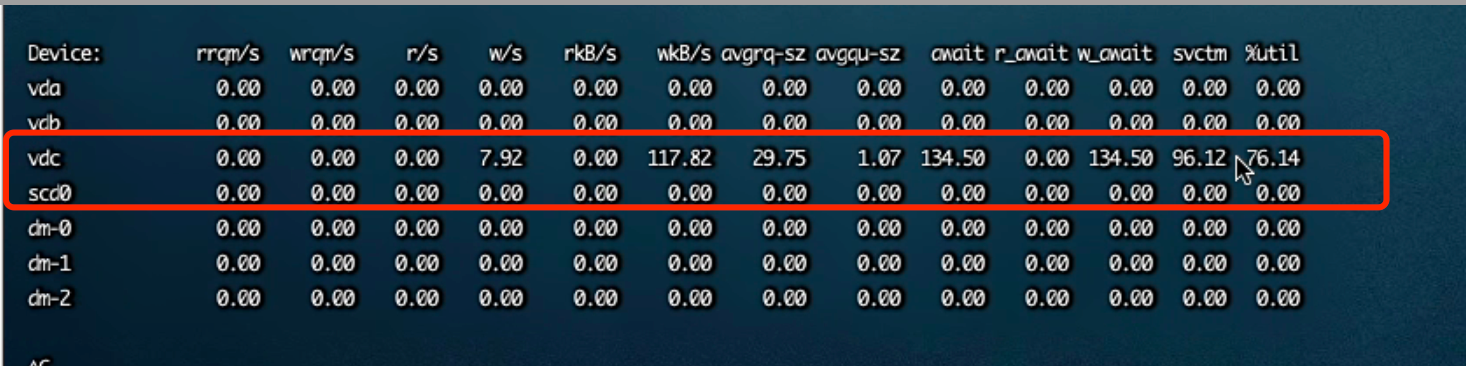 Device: rrqm/s wrqm/s r/s w/s rkB/s wkB/s avgrq-sz avgqu-sz await r_await w_await svctm %util
vda 0.00 0.00 0.00 0.00 0.00 0.00 0.00 0.00 0.00 0.00 0.00 0.00 0.00
vdb 0.00 0.00 0.00 0.00 0.00 0.00 0.00 0.00 0.00 0.00 0.00 0.00 0.00
vdc 0.00 0.00 0.00 7.92 0.00 117.82 29.75 1.07 134.50 0.00 134.50 96.12 76.14
scd0 0.00 0.00 0.00 0.00 0.00 0.00 0.00 0.00 0.00 0.00 0.00 0.00 0.00
dm-0 0.00 0.00 0.00 0.00 0.00 0.00 0.00 0.00 0.00 0.00 0.00 0.00 0.00
dm-1 0.00 0.00 0.00 0.00 0.00 0.00 0.00 0.00 0.00 0.00 0.00 0.00 0.00
dm-2 0.00 0.00 0.00 0.00 0.00 0.00 0.00 0.00 0.00 0.00 0.00 0.00 0.00